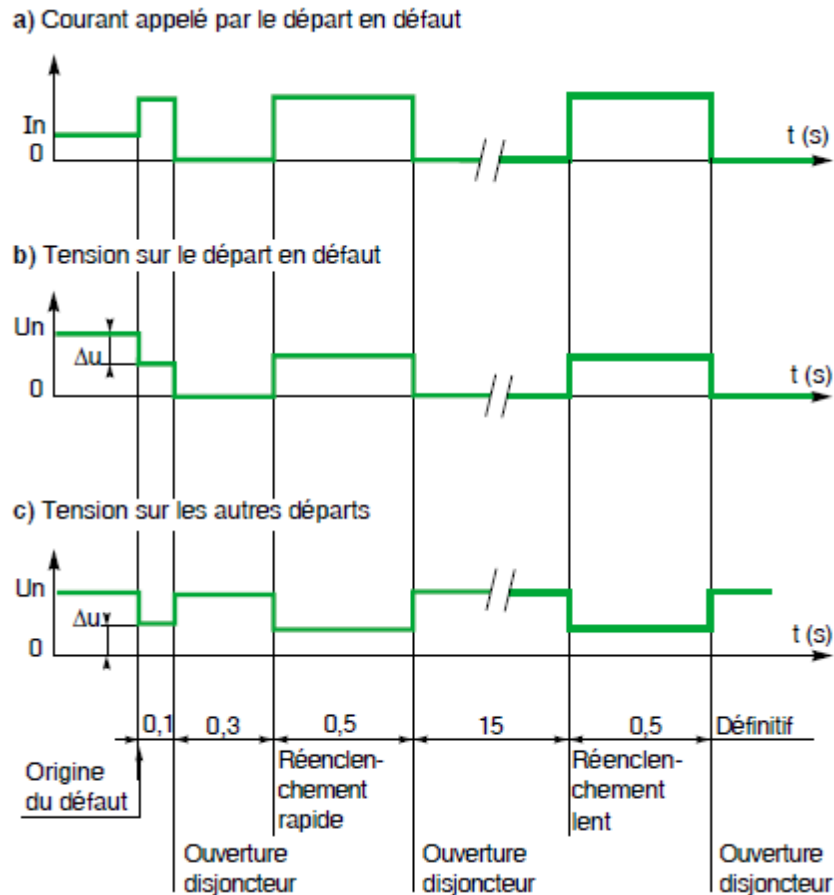 a) Courant appelé par le départ en défaut
In
0
t (s)
b) Tension sur le départ en défaut
Un
Δu
0
t (s)
c) Tension sur les autres départs
Un
Δu
0
t (s)
0,1
0,3
0,5
15
0,5
Définitif
Origine
du défaut
Réenclen-
chement
rapide
Réenclen-
chement
lent
Ouverture
disjoncteur
Ouverture
disjoncteur
Ouverture
disjoncteur